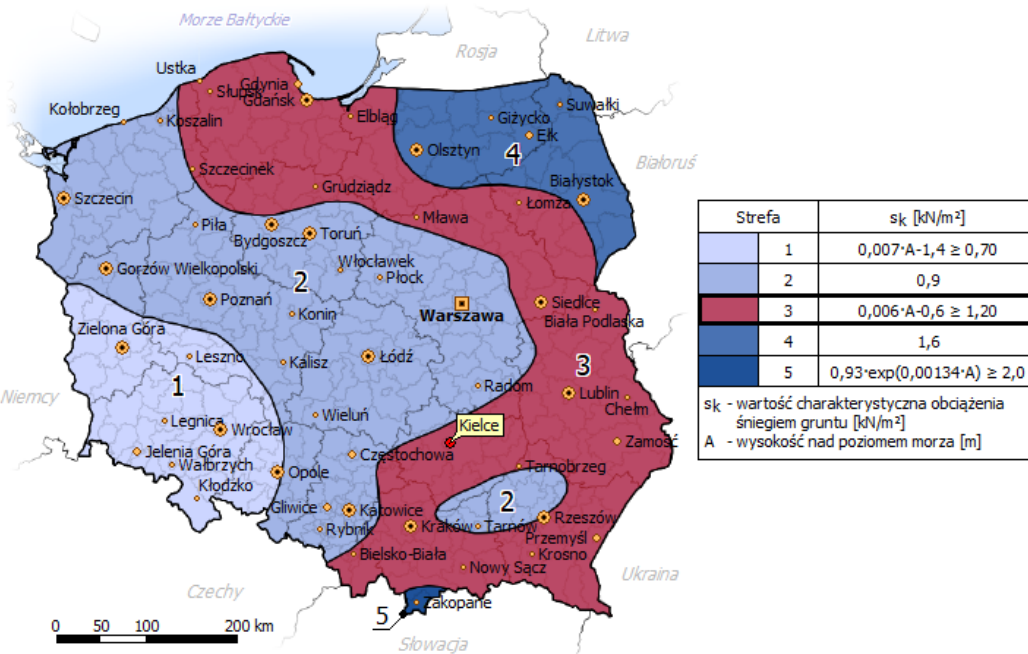 Morze Bałtyckie
Litwa
Rosja
Ustka
Słupsk
Gdynia
Gdańsk
Kołobrzeg
Koszalin
Elbląg
Giżycko
Suwałki
Ełk
Olsztyn
4
Białoruś
Szczecinek
Grudziądz
Białystok
Szczecin
Łomża
Piła
Mława
Bydgoszcz
Toruń
Włocławek
Gorzów Wielkopolski
2
Płock
Poznań
Konin
Warszawa
Siedlce
Biała Podlaska
Zielona Góra
Leszno
Kalisz
Łódź
3
Niemcy
1
Radom
Lublin
Chełm
Legnica
Wrocław
Wieluń
Kielce
Zamość
Jelenia Góra
Wałbrzych
Częstochowa
Opole
Tarnobrzeg
Kłodzko
Gliwice
Katowice
2
Rzeszów
Rybnik
Kraków
Tarnów
Przemyśl
Bielsko-Biała
Krosno
Nowy Sącz
Ukraina
Czechy
Zakopane
5
0 50 100 200 km
Słowacja
Strefa sk [kN/m²]
1 0,007·A-1,4 ≥ 0,70
2 0,9
3 0,006·A-0,6 ≥ 1,20
4 1,6
5 0,93·exp(0,00134·A) ≥ 2,0
sk - wartość charakterystyczna obciążenia
śniegiem gruntu [kN/m²]
A - wysokość nad poziomem morza [m]